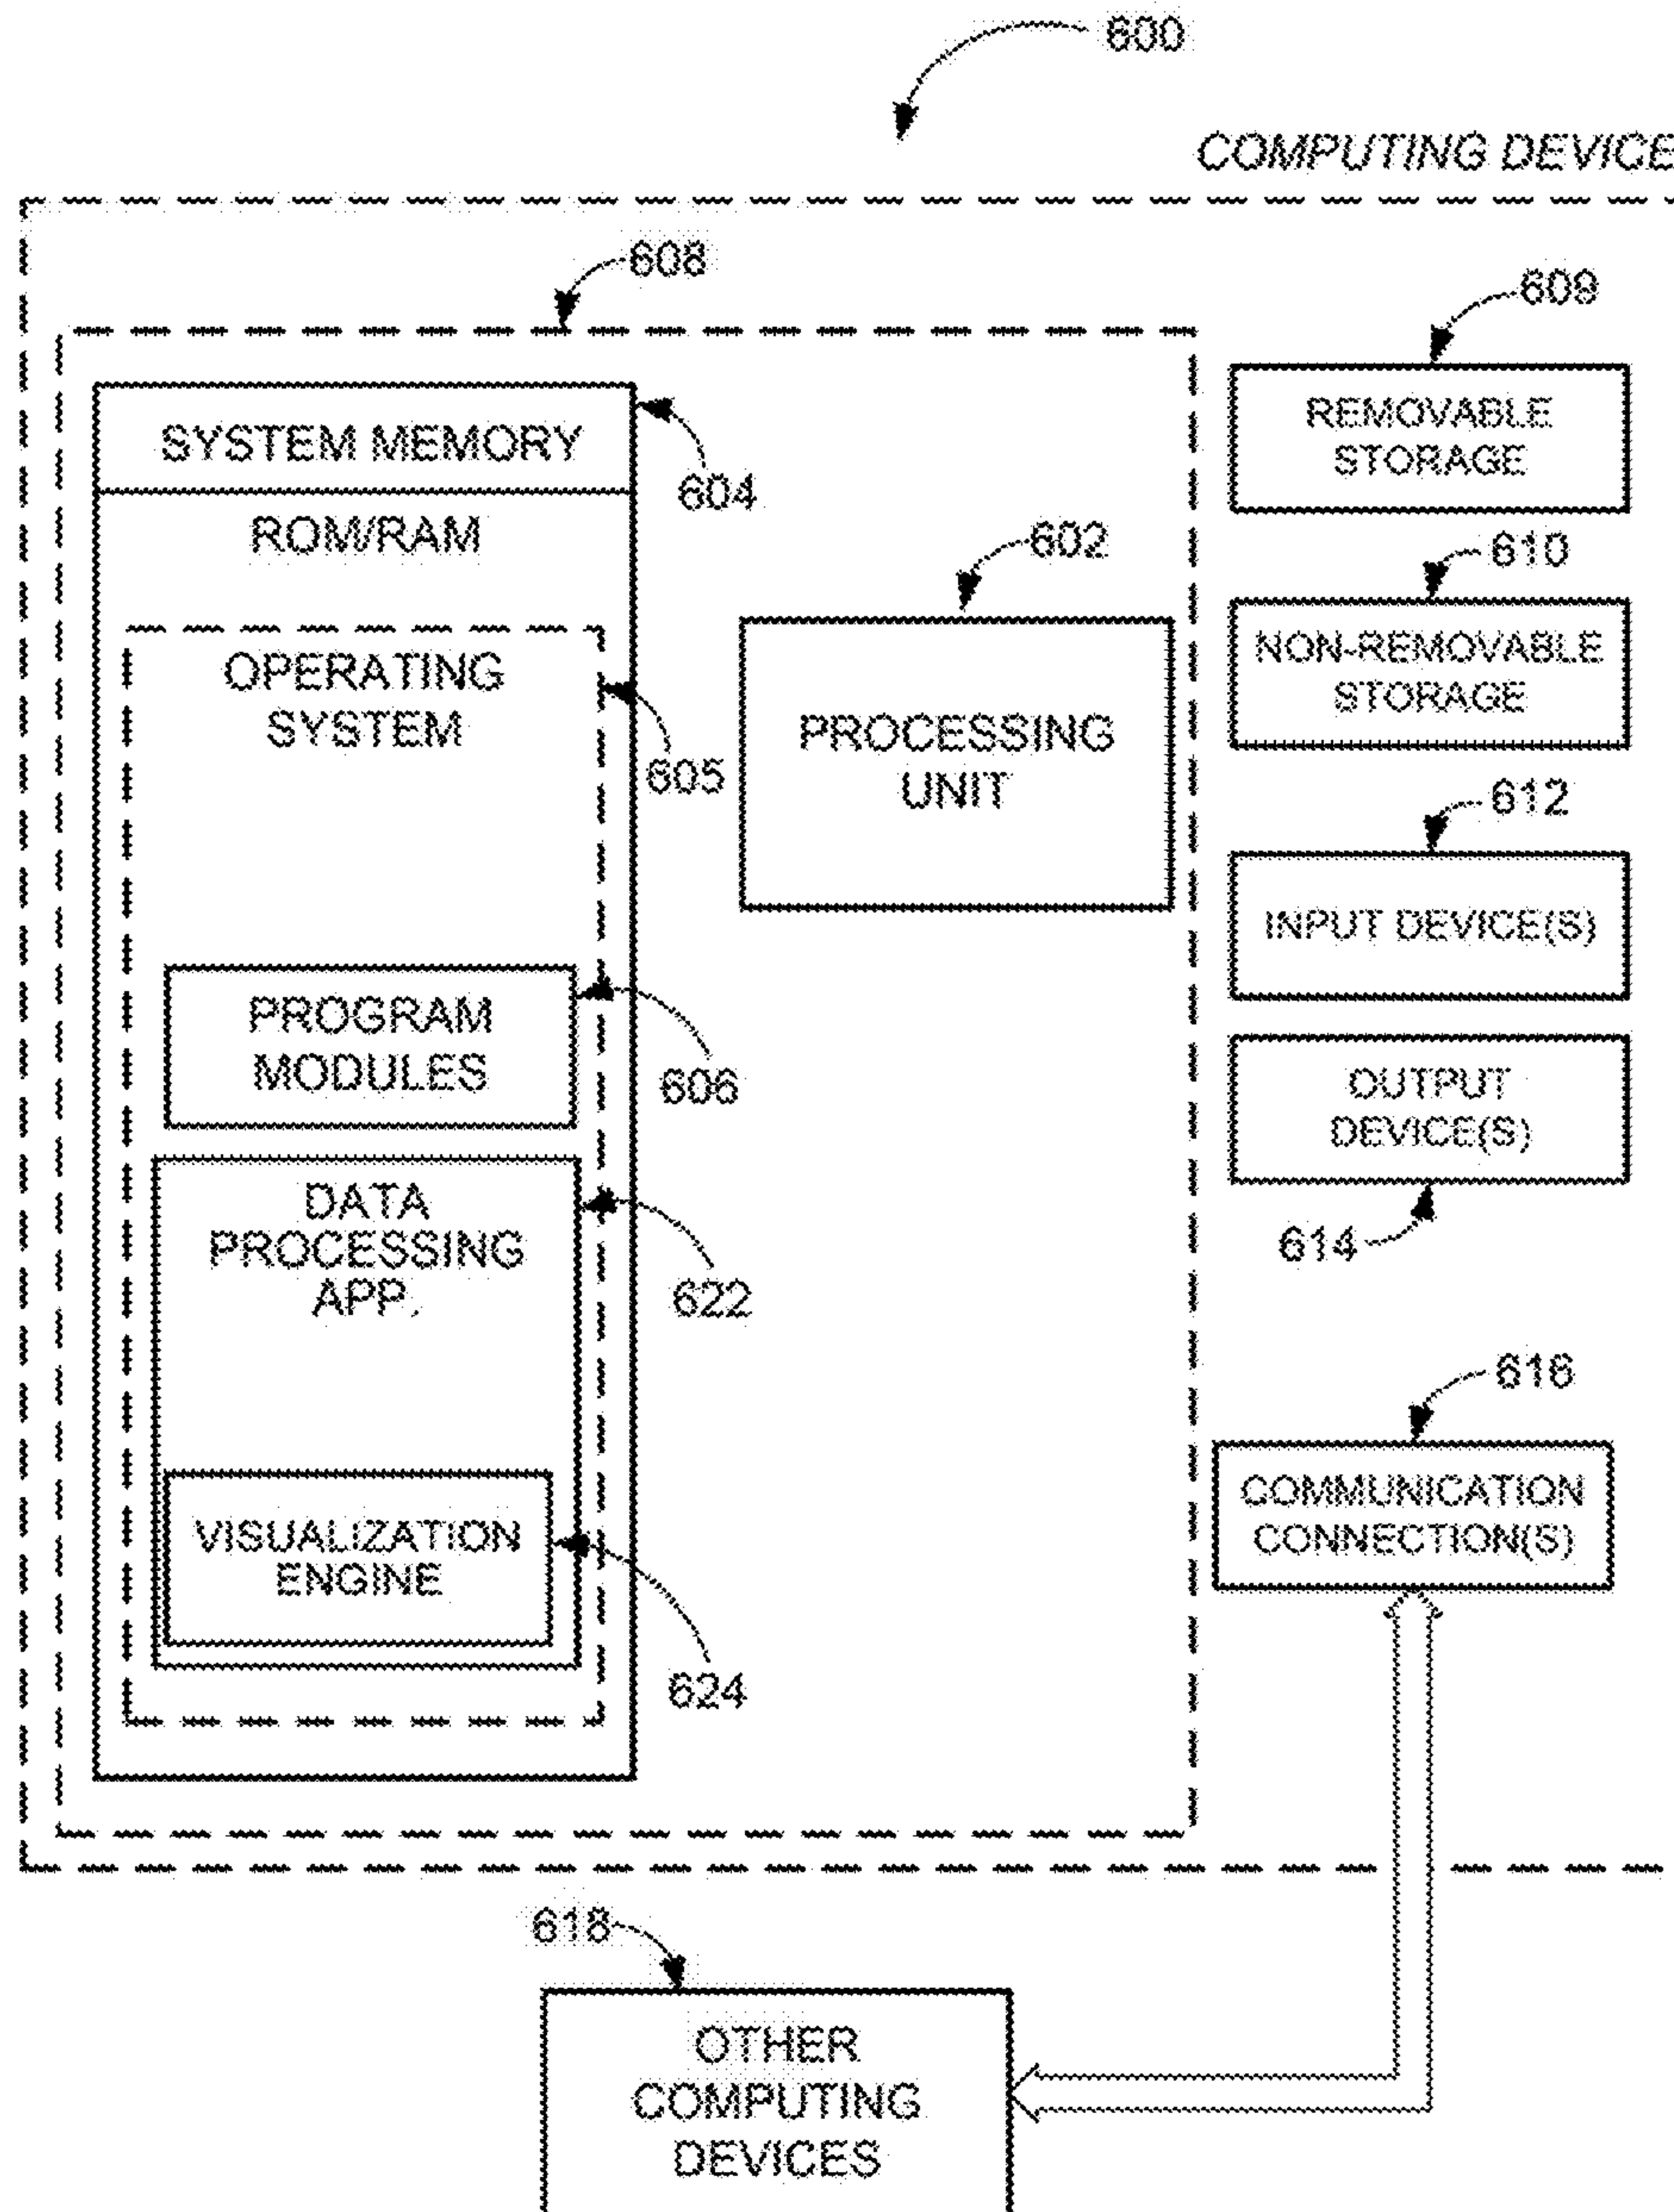 600
COMPUTING DEVICE
608
609
SYSTEM MEMORY
604
REMOVABLE
STORAGE
ROM/RAM
602
610
OPERATING
SYSTEM
605
PROCESSING
UNIT
NON-REMOVABLE
STORAGE
612
INPUT DEVICE(S)
PROGRAM
MODULES
606
OUTPUT
DEVICE(S)
614
DATA
PROCESSING
APP.
622
616
VISUALIZATION
ENGINE
624
COMMUNICATION
CONNECTION(S)
618
OTHER
COMPUTING
DEVICES